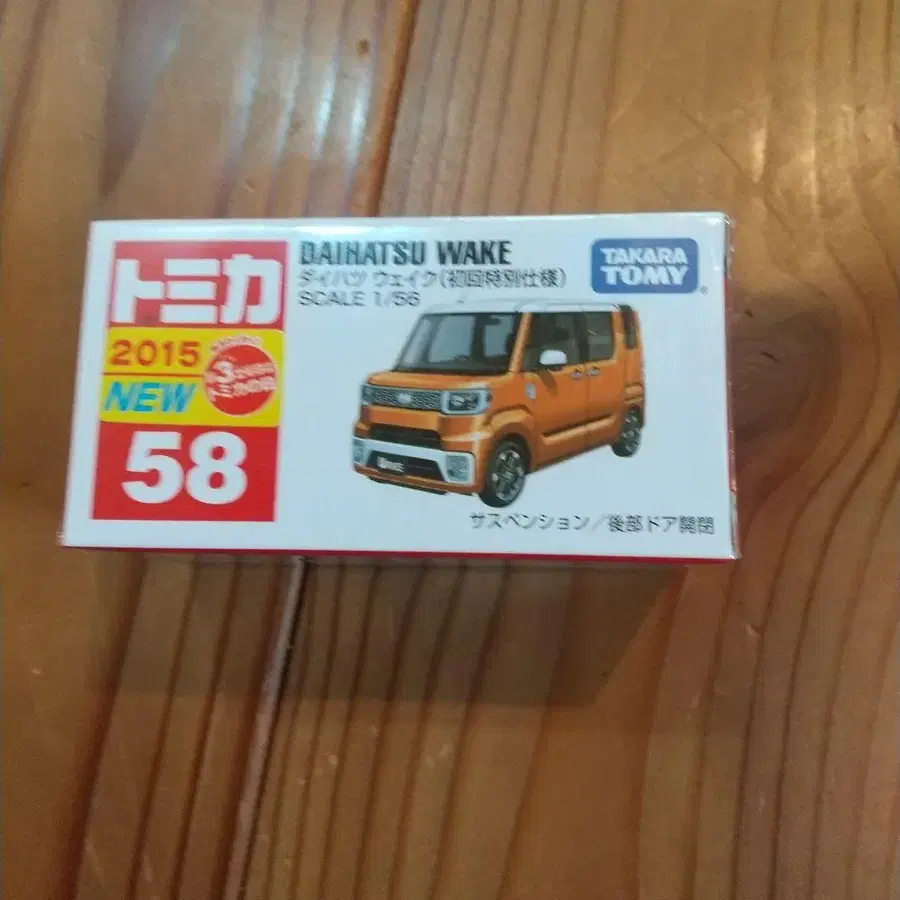 トミカ
2015
NEW
58
DAIHATSU WAKE
ダイハツ ウェイク(初回特別仕様)
SCALE 1/56
TAKARA
TOMY
WAKE
サスペンション/後部ドア開閉